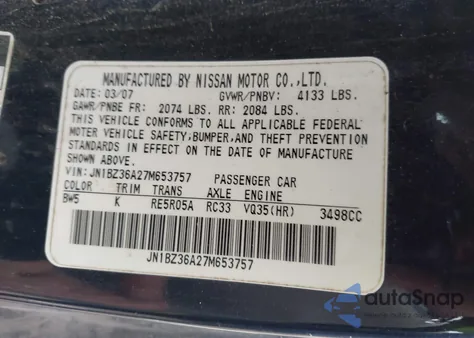 MANUFACTURED BY NISSAN MOTOR CO.,LTD.
DATE: 03/07 GVWR/PNBV: 4133 LBS.
GAWR/PNBE FR: 2074 LBS. RR: 2084 LBS.
THIS VEHICLE CONFORMS TO ALL APPLICABLE FEDERAL
MOTER VEHICLE SAFETY,BUMPER,AND THEFT PREVENTION
STANDARDS IN EFFECT ON THE DATE OF MANUFACTURE
SHOWN ABOVE.
VIN: JN1BZ36A27M653757 PASSENGER CAR
COLOR TRIM TRANS AXLE ENGINE
BW5 K RE5R05A RC33 VQ35(HR) 3498CC
JN1BZ36A27M653757
autoSnap